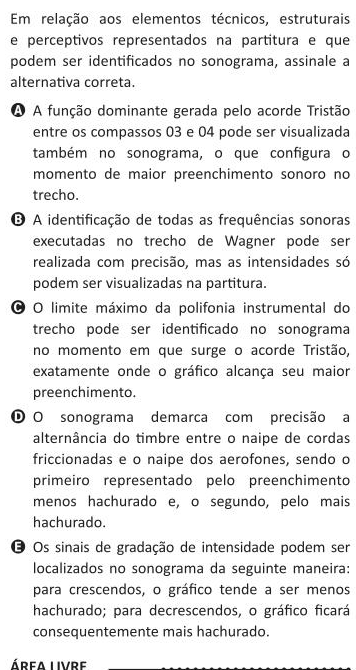 Em relação aos elementos técnicos, estruturais
e perceptivos representados na partitura e que
podem ser identificados no sonograma, assinale a
alternativa correta.
A A função dominante gerada pelo acorde Tristão
entre os compassos 03 e 04 pode ser visualizada
também no sonograma, o que configura o
momento de maior preenchimento sonoro no
trecho.
B A identificação de todas as frequências sonoras
executadas no trecho de Wagner pode ser
realizada com precisão, mas as intensidades só
podem ser visualizadas na partitura.
C O limite máximo da polifonia instrumental do
trecho pode ser identificado no sonograma
no momento em que surge o acorde Tristão,
exatamente onde o gráfico alcança seu maior
preenchimento.
D O sonograma demarca com precisão a
alternância do timbre entre o naipe de cordas
friccionadas e o naipe dos aerofones, sendo o
primeiro representado pelo preenchimento
menos hachurado e, o segundo, pelo mais
hachurado.
E Os sinais de gradação de intensidade podem ser
localizados no sonograma da seguinte maneira:
para crescendos, o gráfico tende a ser menos
hachurado; para decrescendos, o gráfico ficará
consequentemente mais hachurado.
ÁREA LIVRE